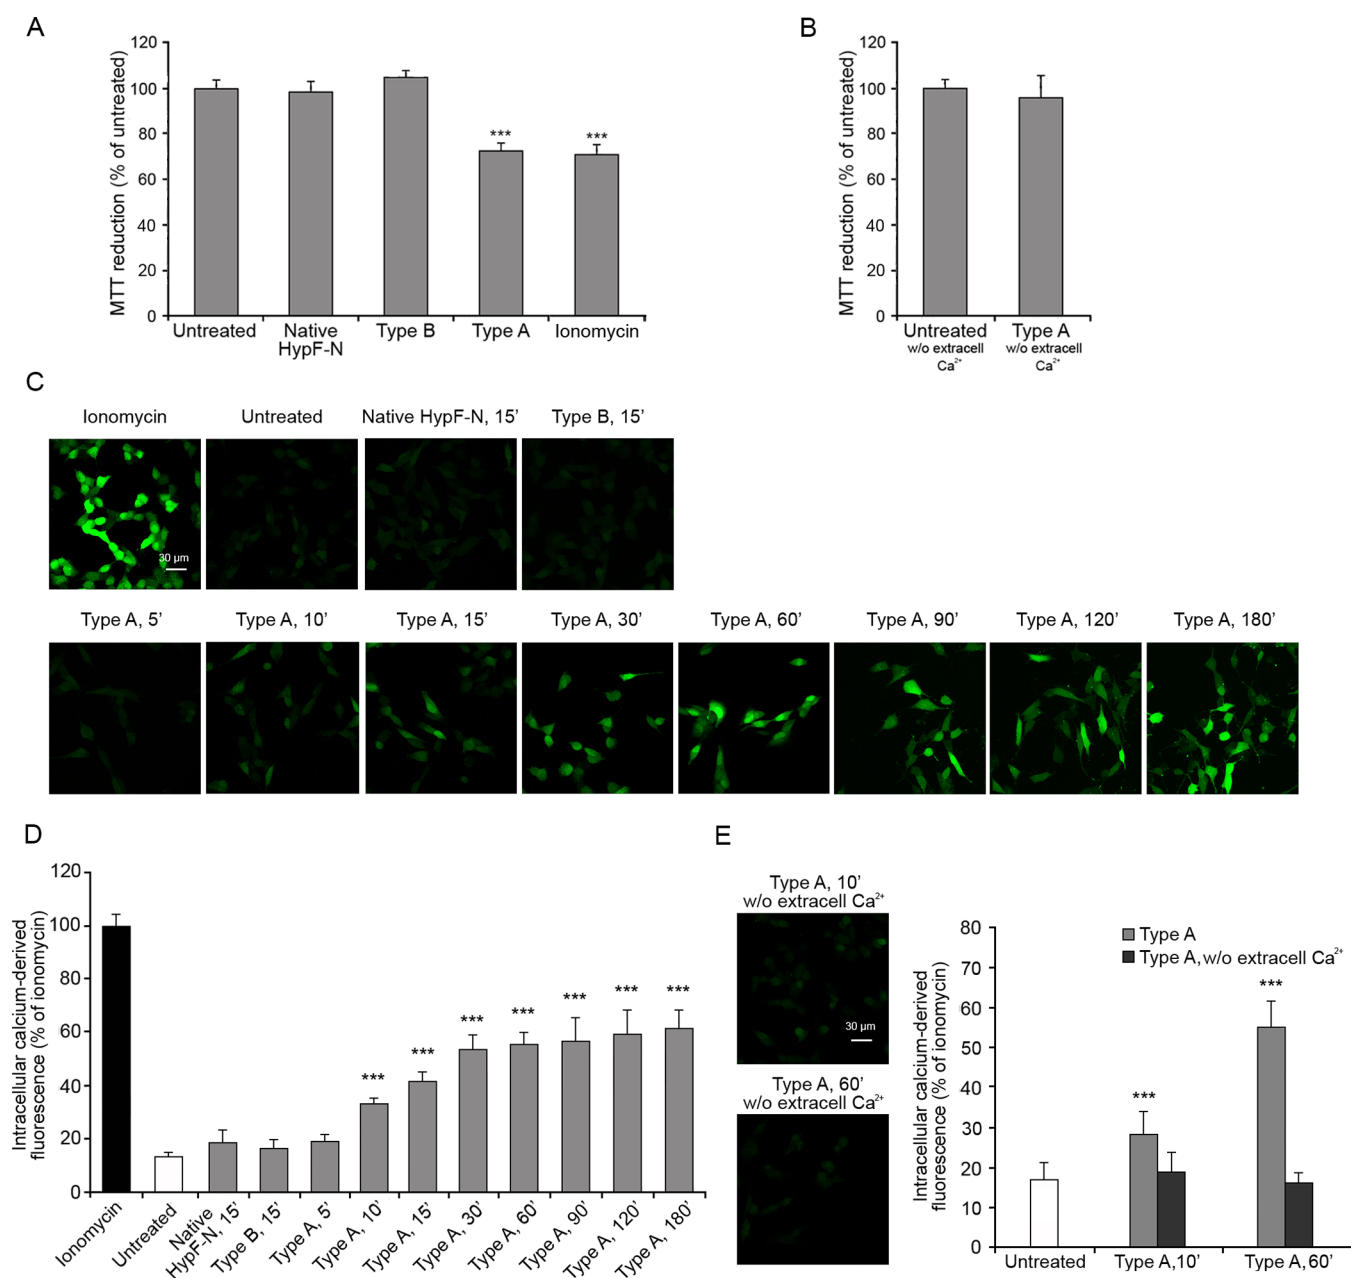 A
MTT reduction (% of untreated)
120
100
80
60
40
20
0
***
***
Untreated
Native
HypF-N
Type B
Type A
Ionomycin
B
MTT reduction (% of untreated)
120
100
80
60
40
20
0
Untreated
w/o extracell
Ca²⁺
Type A
w/o extracell
Ca²⁺
C
Ionomycin
Untreated
Native HypF-N, 15’
Type B, 15’
30 µm
Type A, 5’
Type A, 10’
Type A, 15’
Type A, 30’
Type A, 60’
Type A, 90’
Type A, 120’
Type A, 180’
D
Intracellular calcium-derived
fluorescence (% of ionomycin)
120
100
80
60
40
20
0
***
***
***
***
***
***
***
Ionomycin
Untreated
Native
HypF-N, 15’
Type B, 15’
Type A, 5’
Type A, 10’
Type A, 15’
Type A, 30’
Type A, 60’
Type A, 90’
Type A, 120’
Type A, 180’
E
Type A, 10’
w/o extracell Ca²⁺
30 µm
Type A, 60’
w/o extracell Ca²⁺
Intracellular calcium-derived
fluorescence (% of ionomycin)
80
70
60
50
40
30
20
10
0
Type A
Type A, w/o extracell Ca²⁺
***
***
Untreated
Type A,10’
Type A,60’